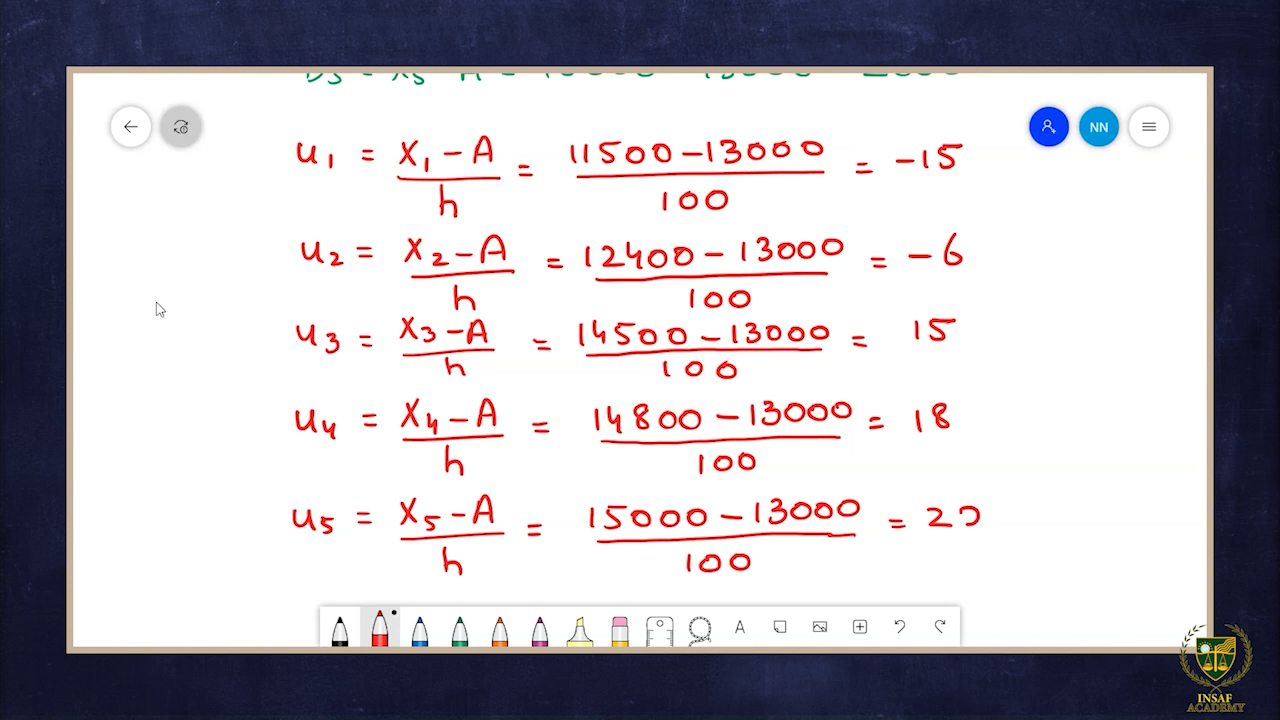 NN
u₁ = (x₁ – A)/h = (11500 – 13000)/100 = -15
u₂ = (x₂ – A)/h = (12400 – 13000)/100 = -6
u₃ = (x₃ – A)/h = (14500 – 13000)/100 = 15
u₄ = (x₄ – A)/h = (14800 – 13000)/100 = 18
u₅ = (x₅ – A)/h = (15000 – 13000)/100 = 20
A
INSAF
ACADEMY